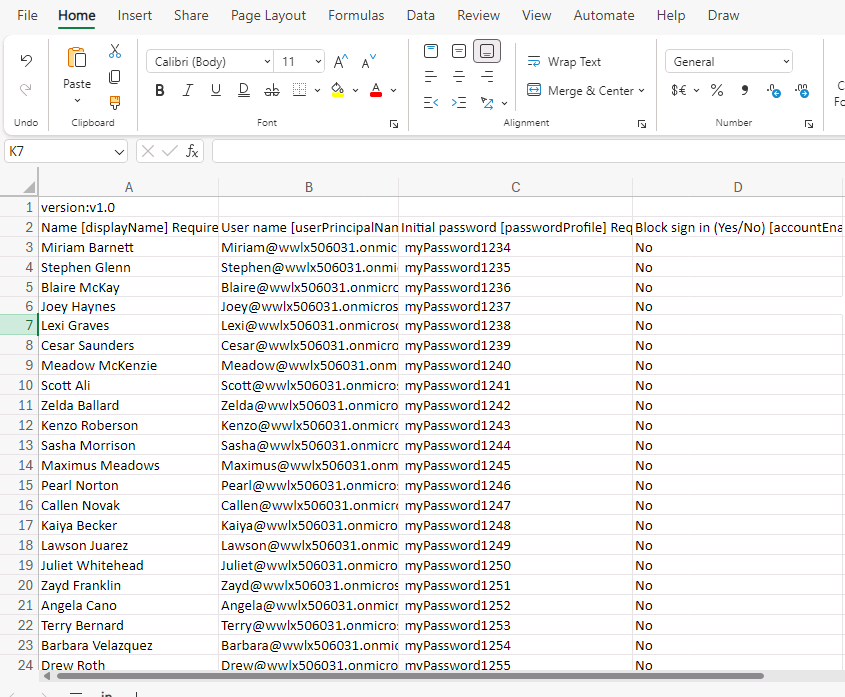 File Home Insert Share Page Layout Formulas Data Review View Automate Help Draw
Calibri (Body) 11 A^ A˅ Wrap Text General
Paste B I U D ab A Merge & Center $€ % 9
Undo Clipboard Font Alignment Number
K7 fx
A B C D
1 version:v1.0
2 Name [displayName] Require User name [userPrincipalNan Initial password [passwordProfile] Req Block sign in (Yes/No) [accountEna
3 Miriam Barnett Miriam@wwlx506031.onmic myPassword1234 No
4 Stephen Glenn Stephen@wwlx506031.onmi myPassword1235 No
5 Blaire McKay Blaire@wwlx506031.onmicro myPassword1236 No
6 Joey Haynes Joey@wwlx506031.onmicros myPassword1237 No
7 Lexi Graves Lexi@wwlx506031.onmicroso myPassword1238 No
8 Cesar Saunders Cesar@wwlx506031.onmicro myPassword1239 No
9 Meadow McKenzie Meadow@wwlx506031.onm myPassword1240 No
10 Scott Ali Scott@wwlx506031.onmicro myPassword1241 No
11 Zelda Ballard Zelda@wwlx506031.onmicro myPassword1242 No
12 Kenzo Roberson Kenzo@wwlx506031.onmicro myPassword1243 No
13 Sasha Morrison Sasha@wwlx506031.onmicro myPassword1244 No
14 Maximus Meadows Maximus@wwlx506031.onm myPassword1245 No
15 Pearl Norton Pearl@wwlx506031.onmicro myPassword1246 No
16 Callen Novak Callen@wwlx506031.onmicro myPassword1247 No
17 Kaiya Becker Kaiya@wwlx506031.onmicro myPassword1248 No
18 Lawson Juarez Lawson@wwlx506031.onmic myPassword1249 No
19 Juliet Whitehead Juliet@wwlx506031.onmicro myPassword1250 No
20 Zayd Franklin Zayd@wwlx506031.onmicros myPassword1251 No
21 Angela Cano Angela@wwlx506031.onmicr myPassword1252 No
22 Terry Bernard Terry@wwlx506031.onmicro myPassword1253 No
23 Barbara Velazquez Barbara@wwlx506031.onmic myPassword1254 No
24 Drew Roth Drew@wwlx506031.onmicro myPassword1255 No